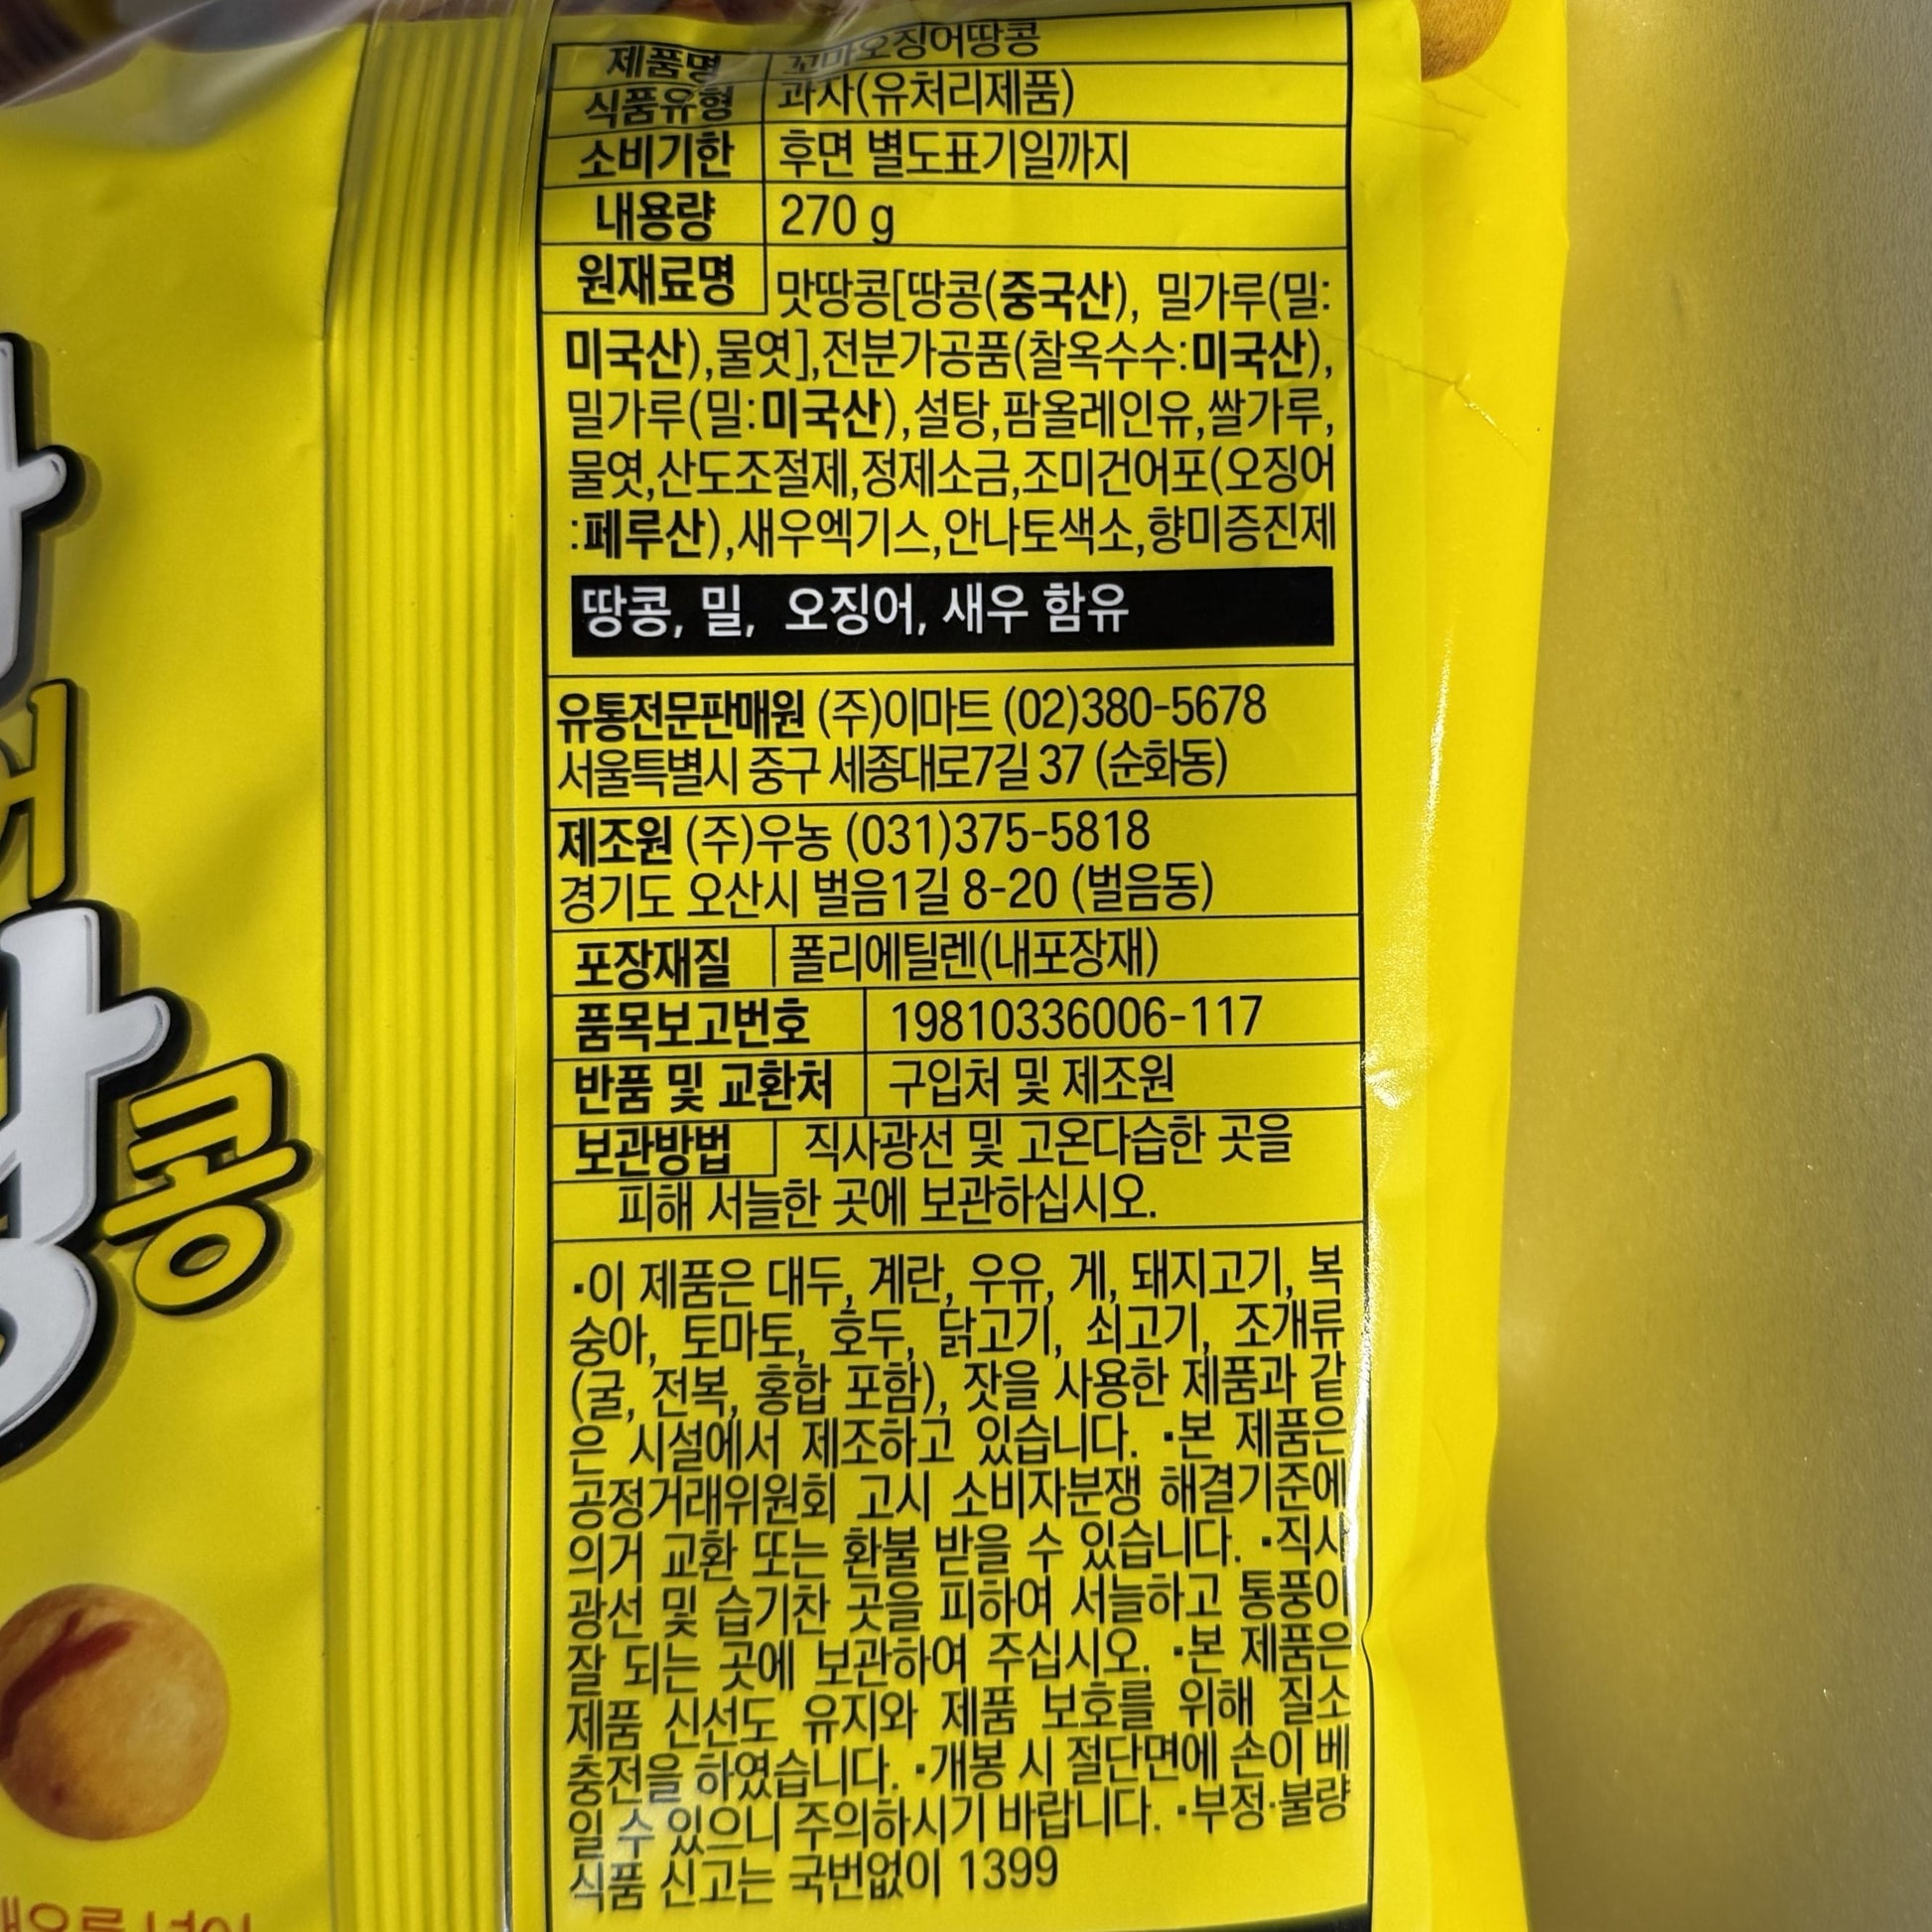 제품명 꼬마오징어땅콩
식품유형 과자(유처리제품)
소비기한 후면 별도표기일까지
내용량 270 g
원재료명 맛땅콩[땅콩(중국산), 밀가루(밀:
미국산),물엿],전분가공품(찰옥수수:미국산),
밀가루(밀:미국산),설탕,팜올레인유,쌀가루,
물엿,산도조절제,정제소금,조미건어포(오징어
:페루산),새우엑기스,안나토색소,향미증진제
땅콩, 밀, 오징어, 새우 함유
유통전문판매원 (주)이마트 (02)380-5678
서울특별시 중구 세종대로7길 37 (순화동)
제조원 (주)우농 (031)375-5818
경기도 오산시 벌음1길 8-20 (벌음동)
포장재질 폴리에틸렌(내포장재)
품목보고번호 19810336006-117
반품 및 교환처 구입처 및 제조원
보관방법 직사광선 및 고온다습한 곳을
피해 서늘한 곳에 보관하십시오.
·이 제품은 대두, 계란, 우유, 게, 돼지고기, 복
숭아, 토마토, 호두, 닭고기, 쇠고기, 조개류
(굴, 전복, 홍합 포함), 잣을 사용한 제품과 같
은 시설에서 제조하고 있습니다. ·본 제품은
공정거래위원회 고시 소비자분쟁 해결기준에
의거 교환 또는 환불 받을 수 있습니다. ·직사
광선 및 습기찬 곳을 피하여 서늘하고 통풍이
잘 되는 곳에 보관하여 주십시오. ·본 제품은
제품 신선도 유지와 제품 보호를 위해 질소
충전을 하였습니다. ·개봉 시 절단면에 손이 베
일 수 있으니 주의하시기 바랍니다. ·부정·불량
식품 신고는 국번없이 1399
콩